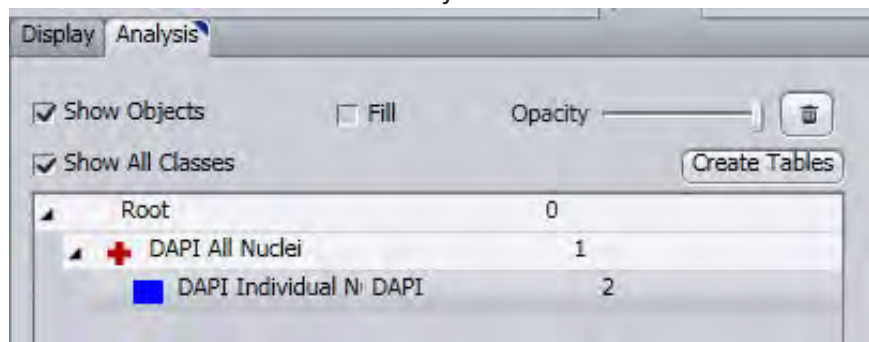 Display Analysis
Show Objects Fill Opacity
Show All Classes Create Tables
Root 0
DAPI All Nuclei 1
DAPI Individual N DAPI 2